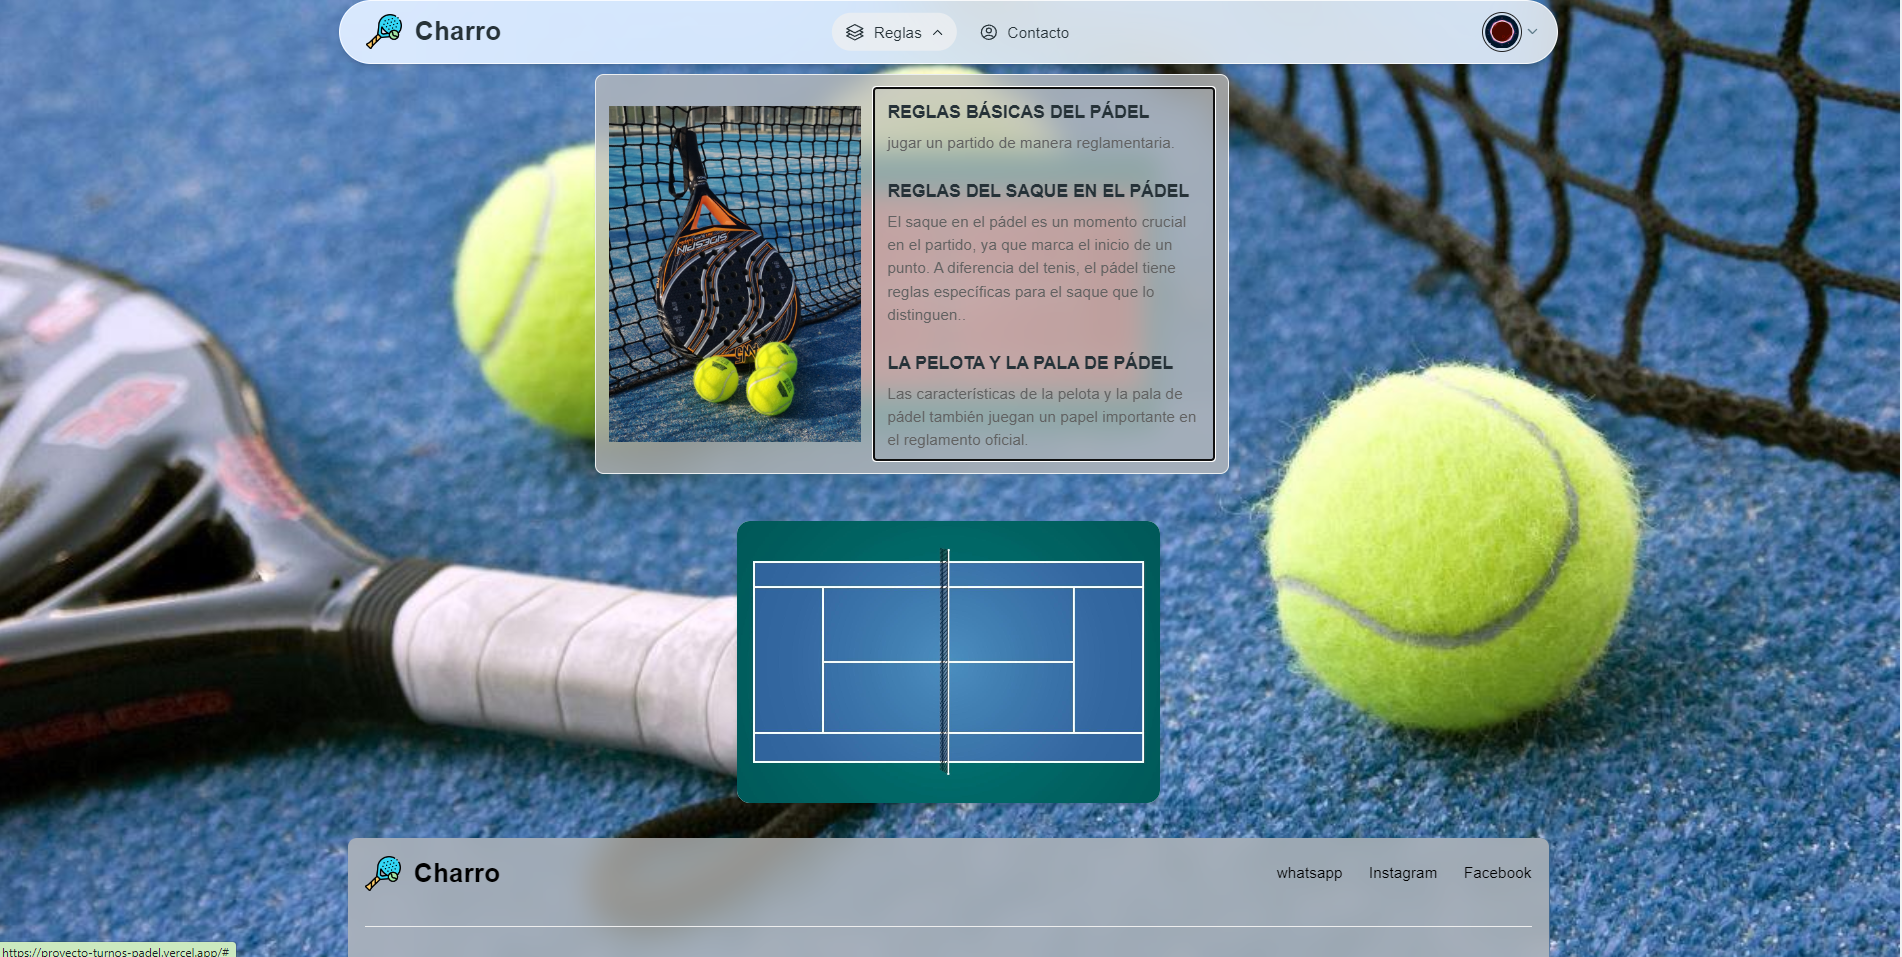 Charro
Reglas
Contacto
REGLAS BÁSICAS DEL PÁDEL
jugar un partido de manera reglamentaria.
REGLAS DEL SAQUE EN EL PÁDEL
El saque en el pádel es un momento crucial
en el partido, ya que marca el inicio de un
punto. A diferencia del tenis, el pádel tiene
reglas específicas para el saque que lo
distinguen..
LA PELOTA Y LA PALA DE PÁDEL
Las características de la pelota y la pala de
pádel también juegan un papel importante en
el reglamento oficial.
SIDESPIN
Charro
whatsapp
Instagram
Facebook
https://proyecto-turnos-padel.vercel.app/#